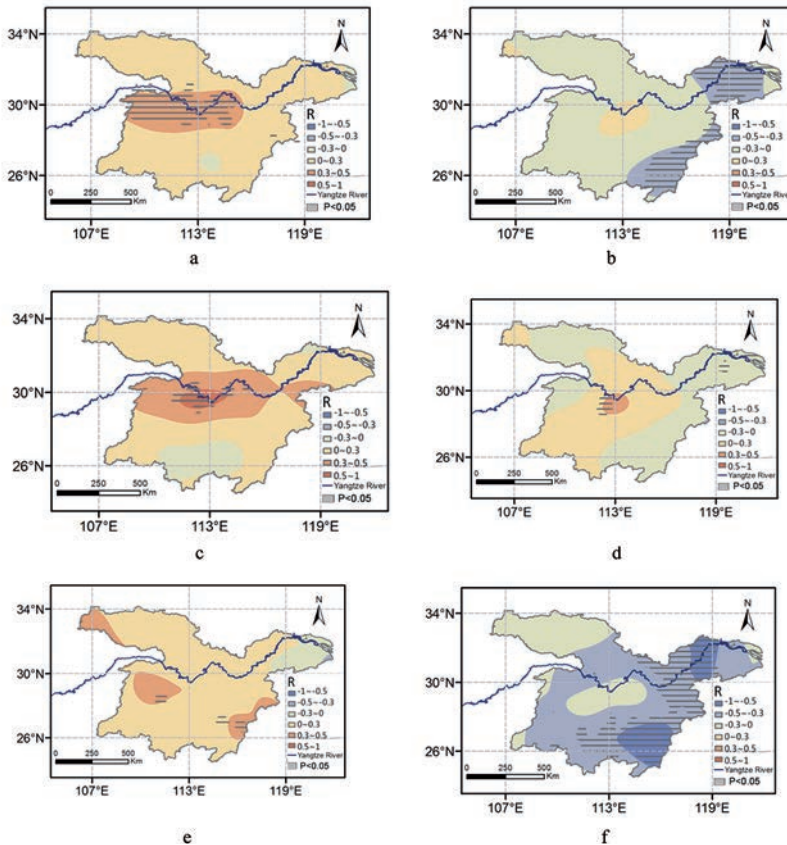 34°N
30°N
26°N
N
R
-1~-0.5
-0.5~-0.3
-0.3~0
0~0.3
0.3~0.5
0.5~1
Yangtze River
P<0.05
0 250 500
Km
107°E 113°E 119°E
a
34°N
30°N
26°N
N
R
-1~-0.5
-0.5~-0.3
-0.3~0
0~0.3
0.3~0.5
0.5~1
Yangtze River
P<0.05
0 250 500
Km
107°E 113°E 119°E
b
34°N
30°N
26°N
N
R
-1~-0.5
-0.5~-0.3
-0.3~0
0~0.3
0.3~0.5
0.5~1
Yangtze River
P<0.05
0 250 500
Km
107°E 113°E 119°E
c
34°N
30°N
26°N
N
R
-1~-0.5
-0.5~-0.3
-0.3~0
0~0.3
0.3~0.5
0.5~1
Yangtze River
P<0.05
0 250 500
Km
107°E 113°E 119°E
d
34°N
30°N
26°N
N
R
-1~-0.5
-0.5~-0.3
-0.3~0
0~0.3
0.3~0.5
0.5~1
Yangtze River
P<0.05
0 250 500
Km
107°E 113°E 119°E
e
34°N
30°N
26°N
N
R
-1~-0.5
-0.5~-0.3
-0.3~0
0~0.3
0.3~0.5
0.5~1
Yangtze River
P<0.05
0 250 500
Km
107°E 113°E 119°E
f